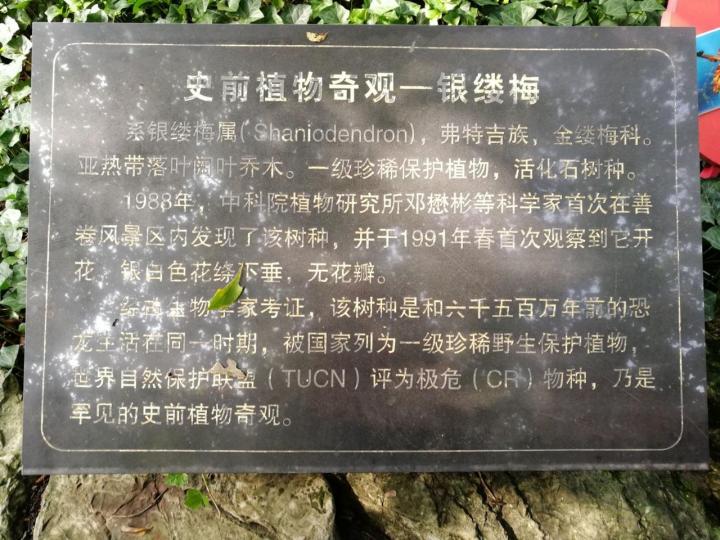 史前植物奇观一银缕梅
系银缕梅属(Shaniodendron)，弗特吉族，金缕梅科。
亚热带落叶阔叶乔木。一级珍稀保护植物，活化石树种。
1988年，中科院植物研究所邓懋彬等科学家首次在善
卷风景区内发现了该树种，并于1991年春首次观察到它开
花，银白色花丝下垂，无花瓣。
经古生物学家考证，该树种是和六千五百万年前的恐
龙生活在同一时期，被国家列为一级珍稀野生保护植物，
世界自然保护联盟（TUCN）评为极危（CR）物种，乃是
罕见的史前植物奇观。